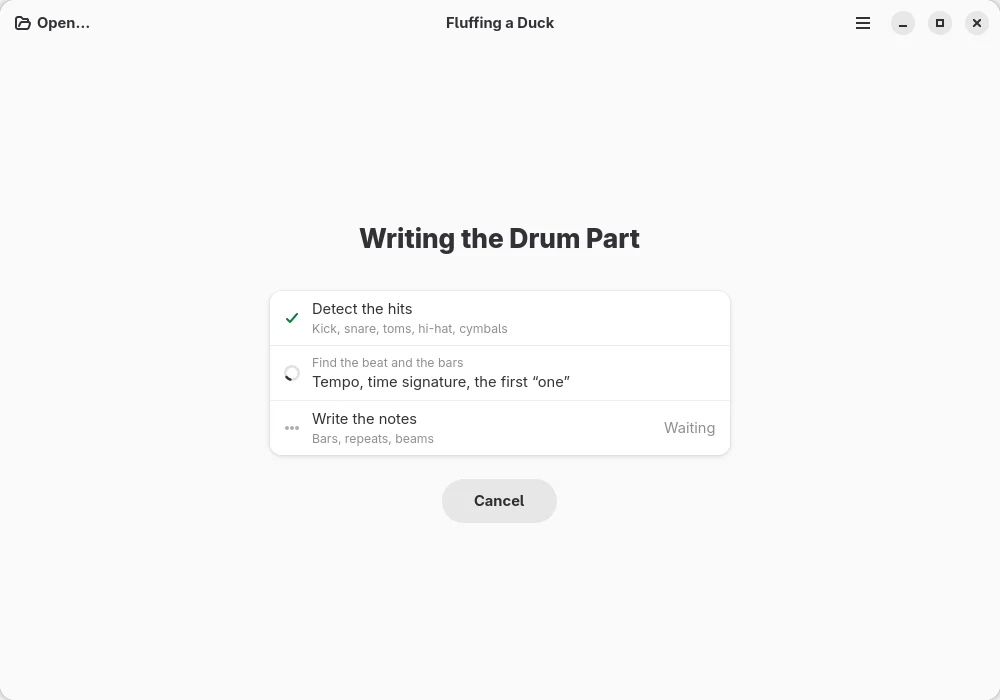 Open...
Fluffing a Duck
Writing the Drum Part
Detect the hits
Kick, snare, toms, hi-hat, cymbals
Find the beat and the bars
Tempo, time signature, the first “one”
Write the notes
Bars, repeats, beams
Waiting
Cancel